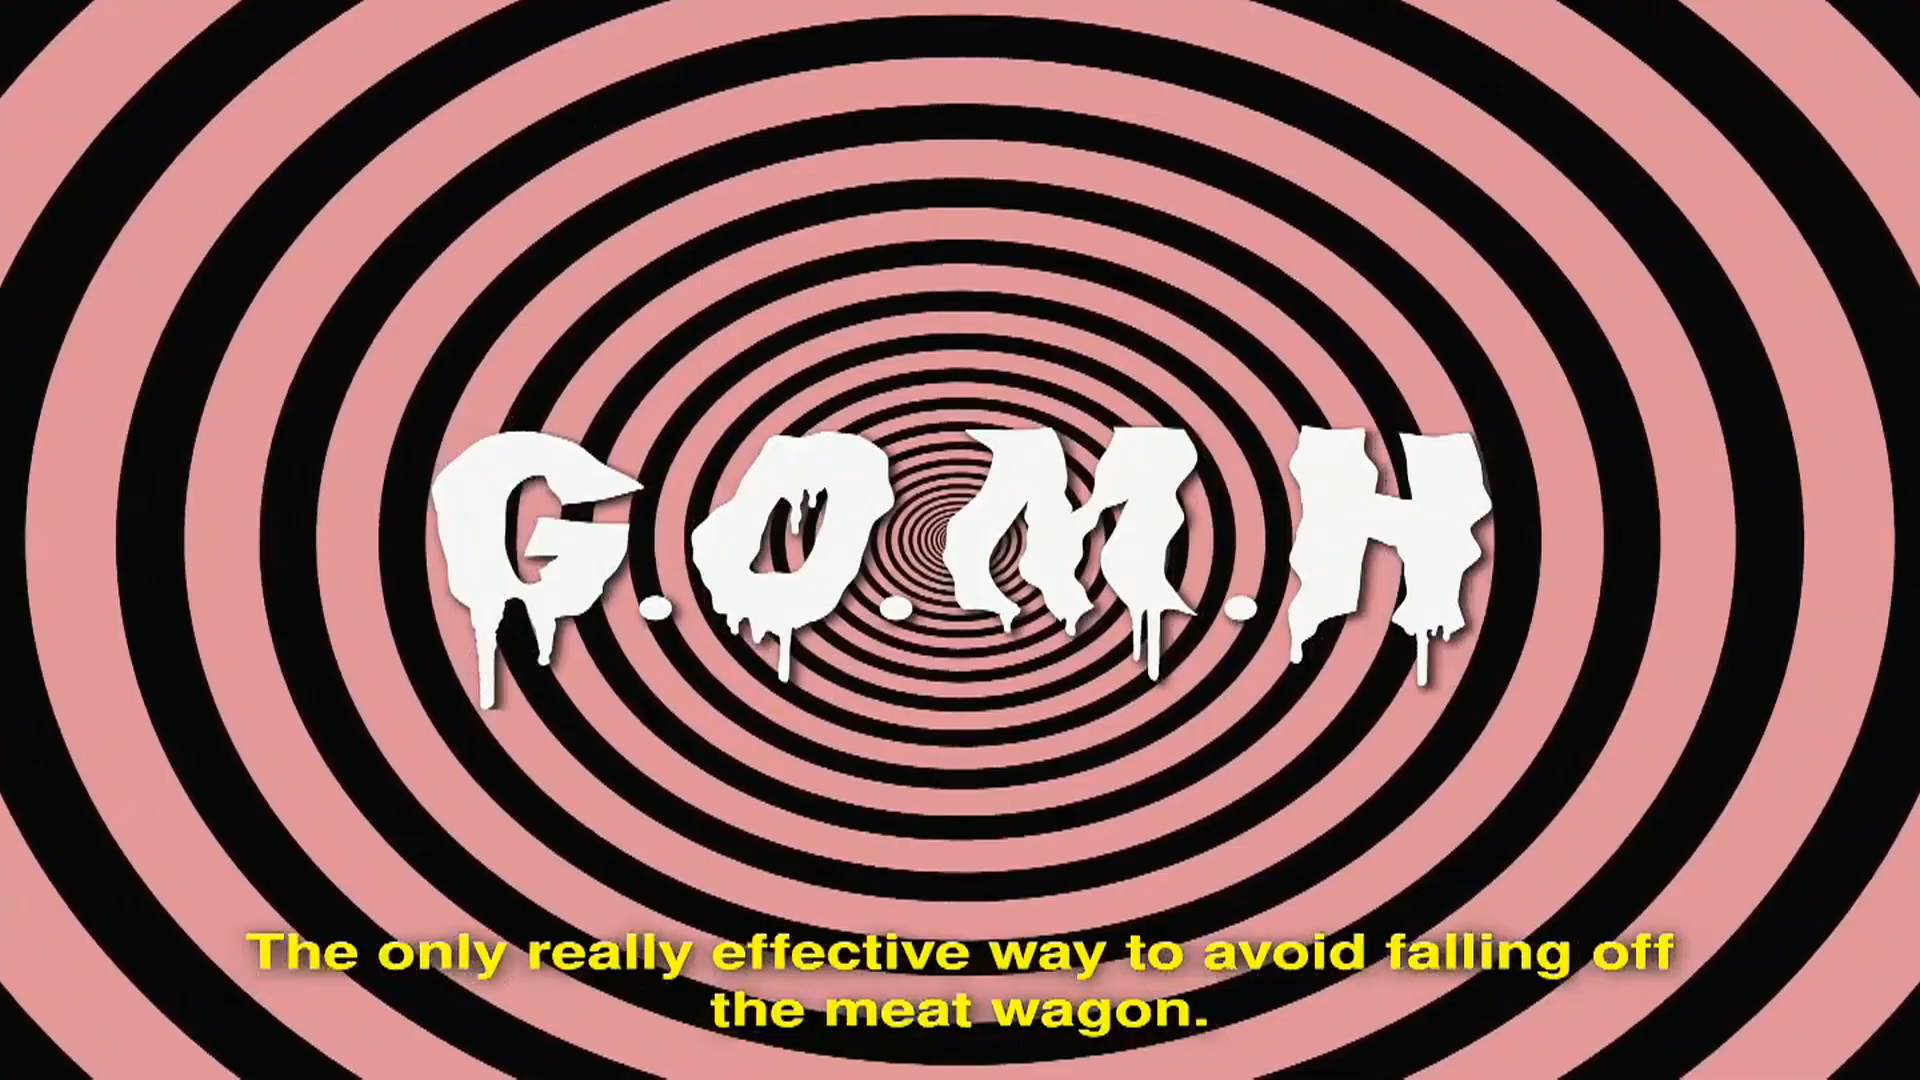 G.O.M.H
The only really effective way to avoid falling off
the meat wagon.